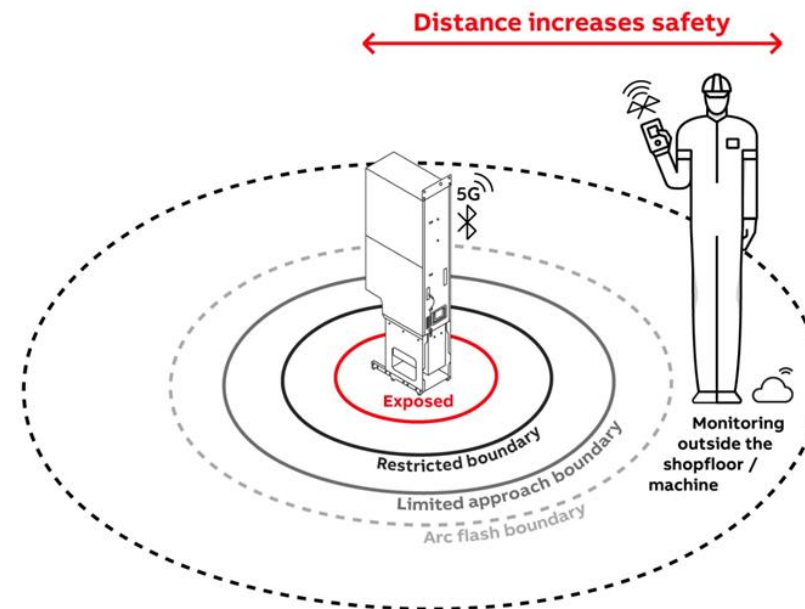 Distance increases safety
5G
Exposed
Restricted boundary
Limited approach boundary
Arc flash boundary
Monitoring
outside the
shopfloor /
machine